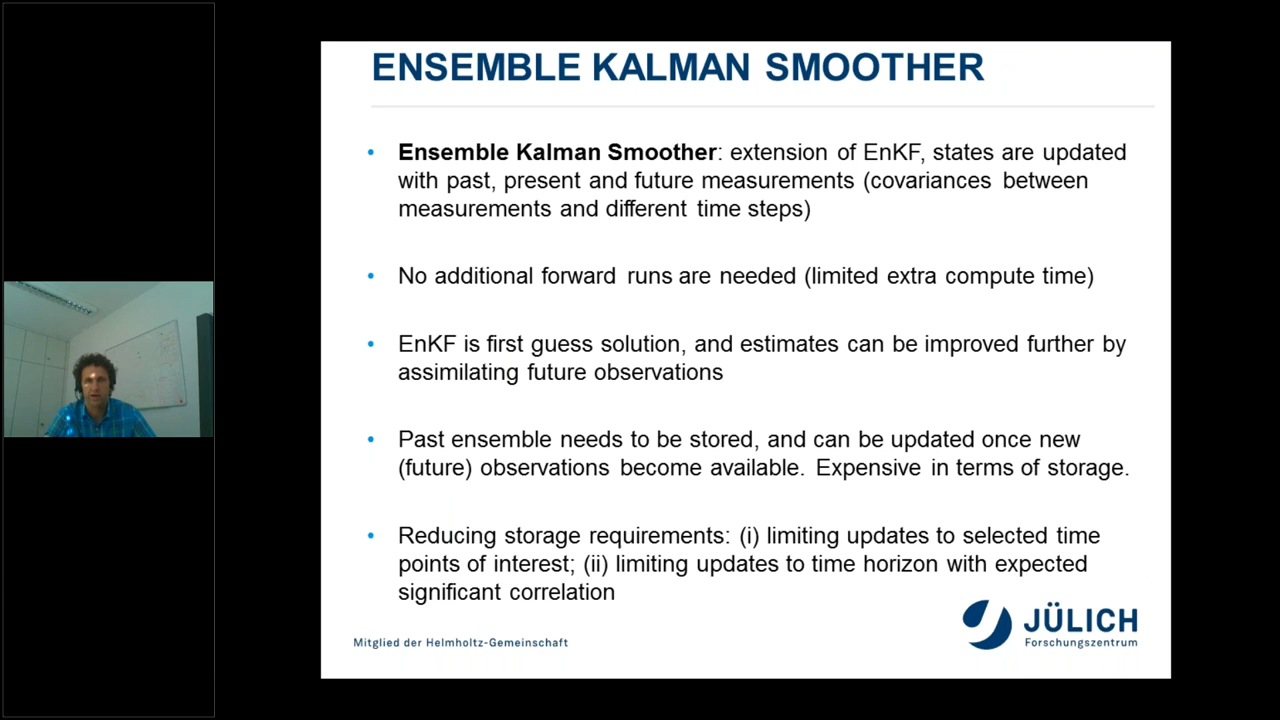 ENSEMBLE KALMAN SMOOTHER
• Ensemble Kalman Smoother: extension of EnKF, states are updated
with past, present and future measurements (covariances between
measurements and different time steps)
• No additional forward runs are needed (limited extra compute time)
• EnKF is first guess solution, and estimates can be improved further by
assimilating future observations
• Past ensemble needs to be stored, and can be updated once new
(future) observations become available. Expensive in terms of storage.
• Reducing storage requirements: (i) limiting updates to selected time
points of interest; (ii) limiting updates to time horizon with expected
significant correlation
Mitglied der Helmholtz-Gemeinschaft
JÜLICH
Forschungszentrum